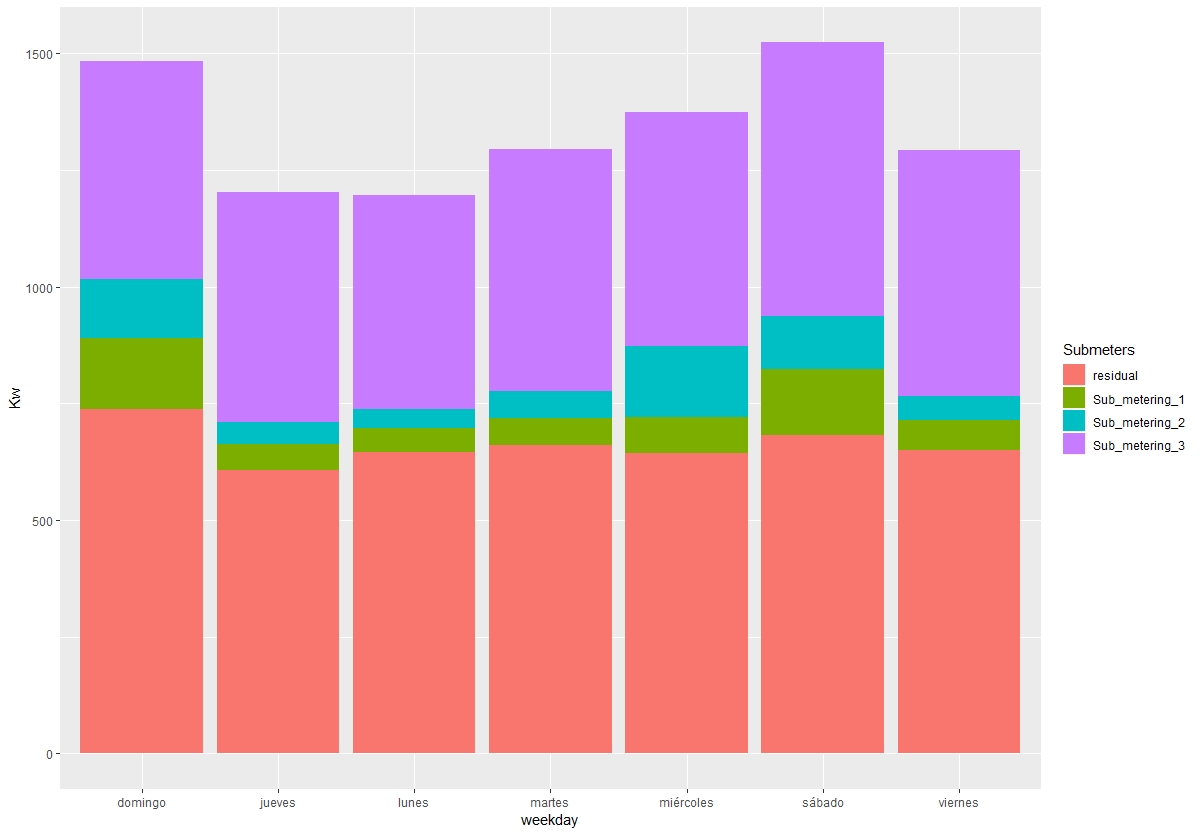 1500
1000
500
0
Kw
domingo
jueves
lunes
martes
miércoles
sábado
viernes
weekday
Submeters
residual
Sub_metering_1
Sub_metering_2
Sub_metering_3